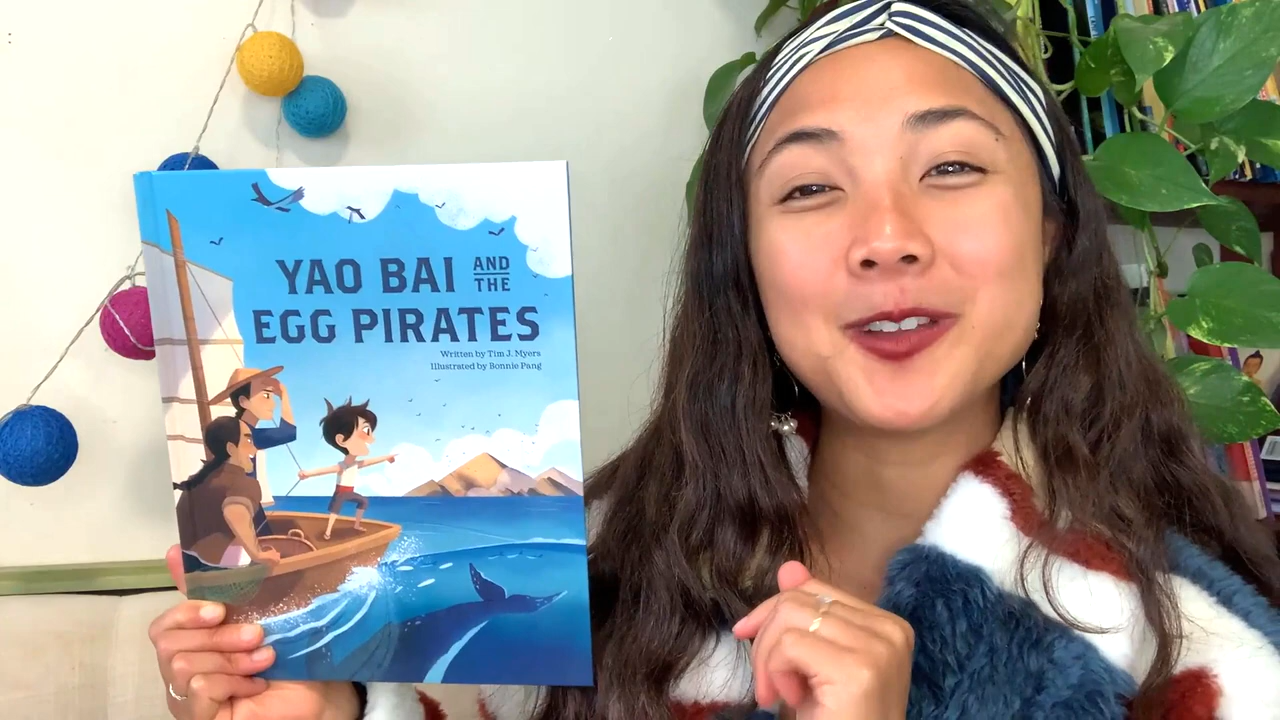 YAO BAI AND THE
EGG PIRATES
Written by Tim J. Myers
Illustrated by Bonnie Pang